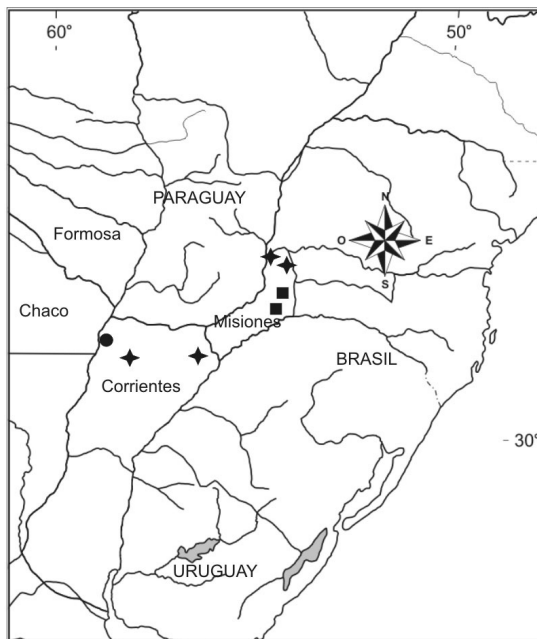 60°
50°
PARAGUAY
N
Formosa
O
E
S
Chaco
Misiones
BRASIL
Corrientes
30°
URUGUAY